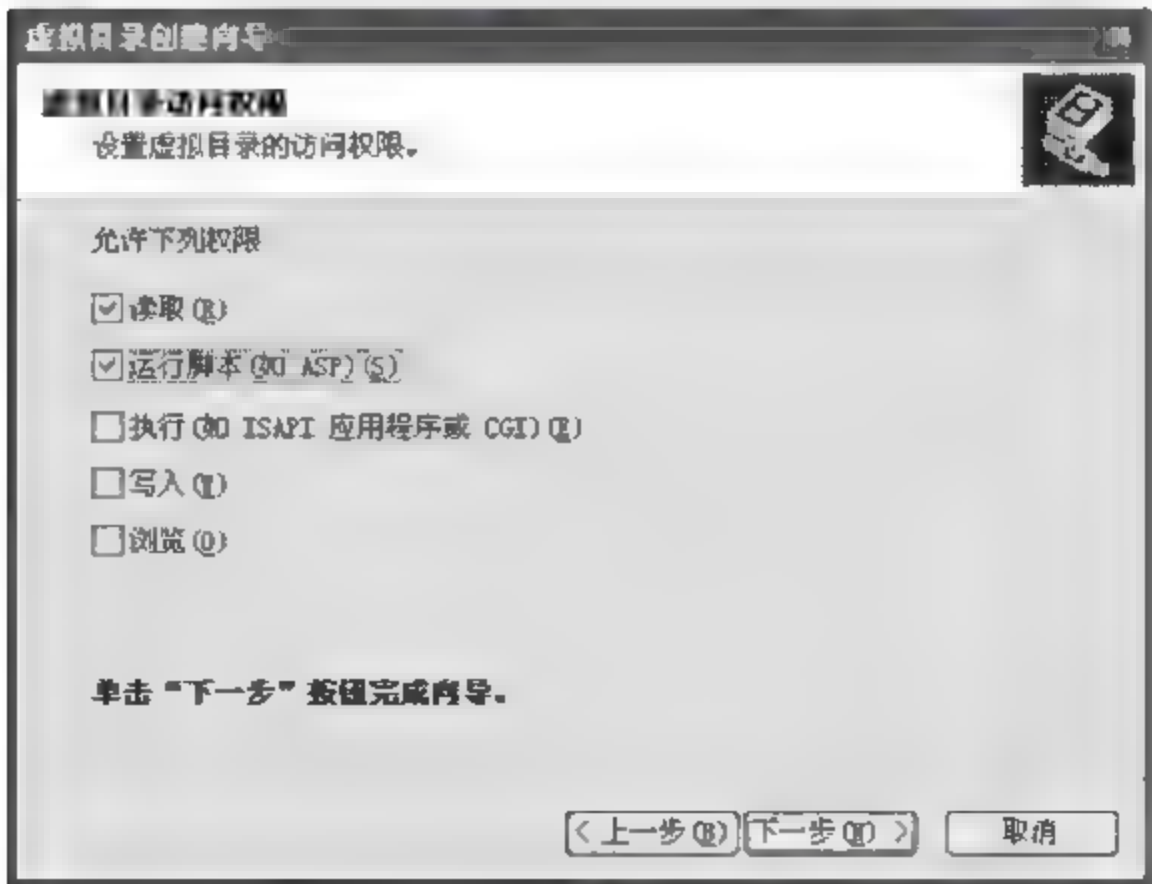 虚拟目录创建向导
虚拟目录访问权限
设置虚拟目录的访问权限。
允许下列权限
读取(R)
运行脚本(如 ASP)(S)
执行(如 ISAPI 应用程序或 CGI)(E)
写入(W)
浏览(O)
单击“下一步”按钮完成向导。
< 上一步(B)
下一步(N) >
取消